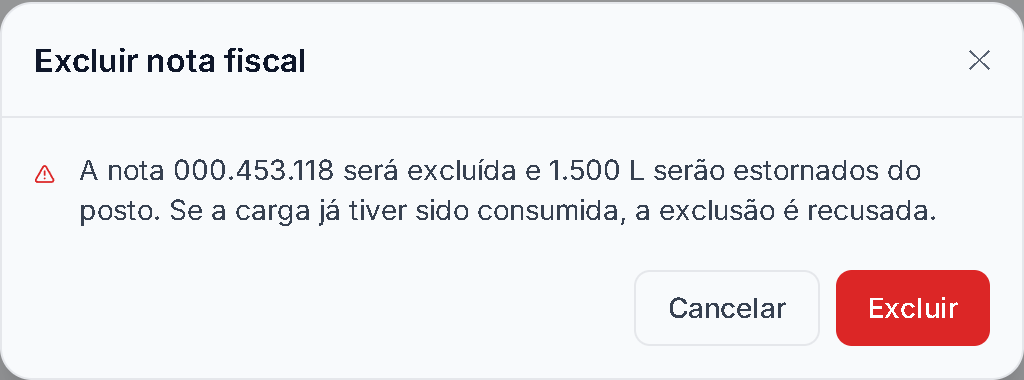 Excluir nota fiscal
A nota 000.453.118 será excluída e 1.500 L serão estornados do
posto. Se a carga já tiver sido consumida, a exclusão é recusada.
Cancelar
Excluir